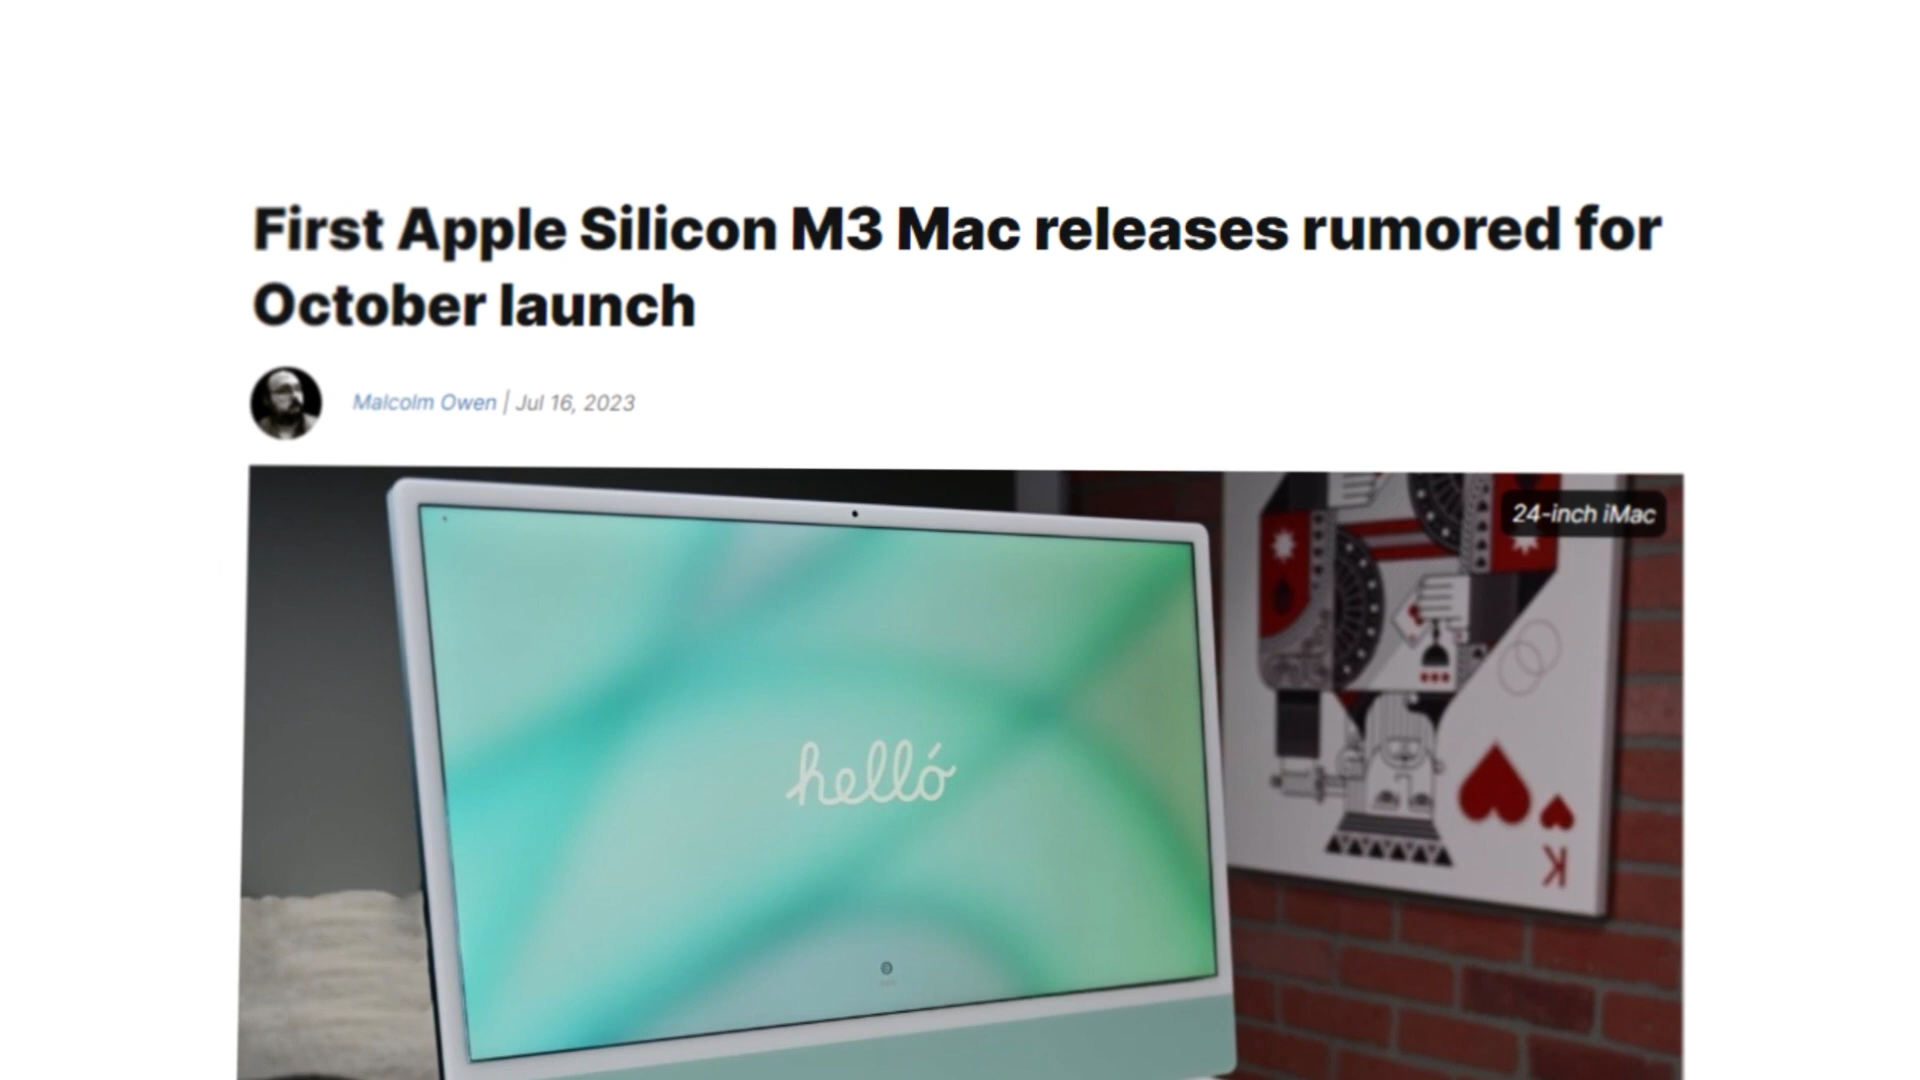 First Apple Silicon M3 Mac releases rumored for
October launch
Malcolm Owen | Jul 16, 2023
24-inch iMac
helló
K